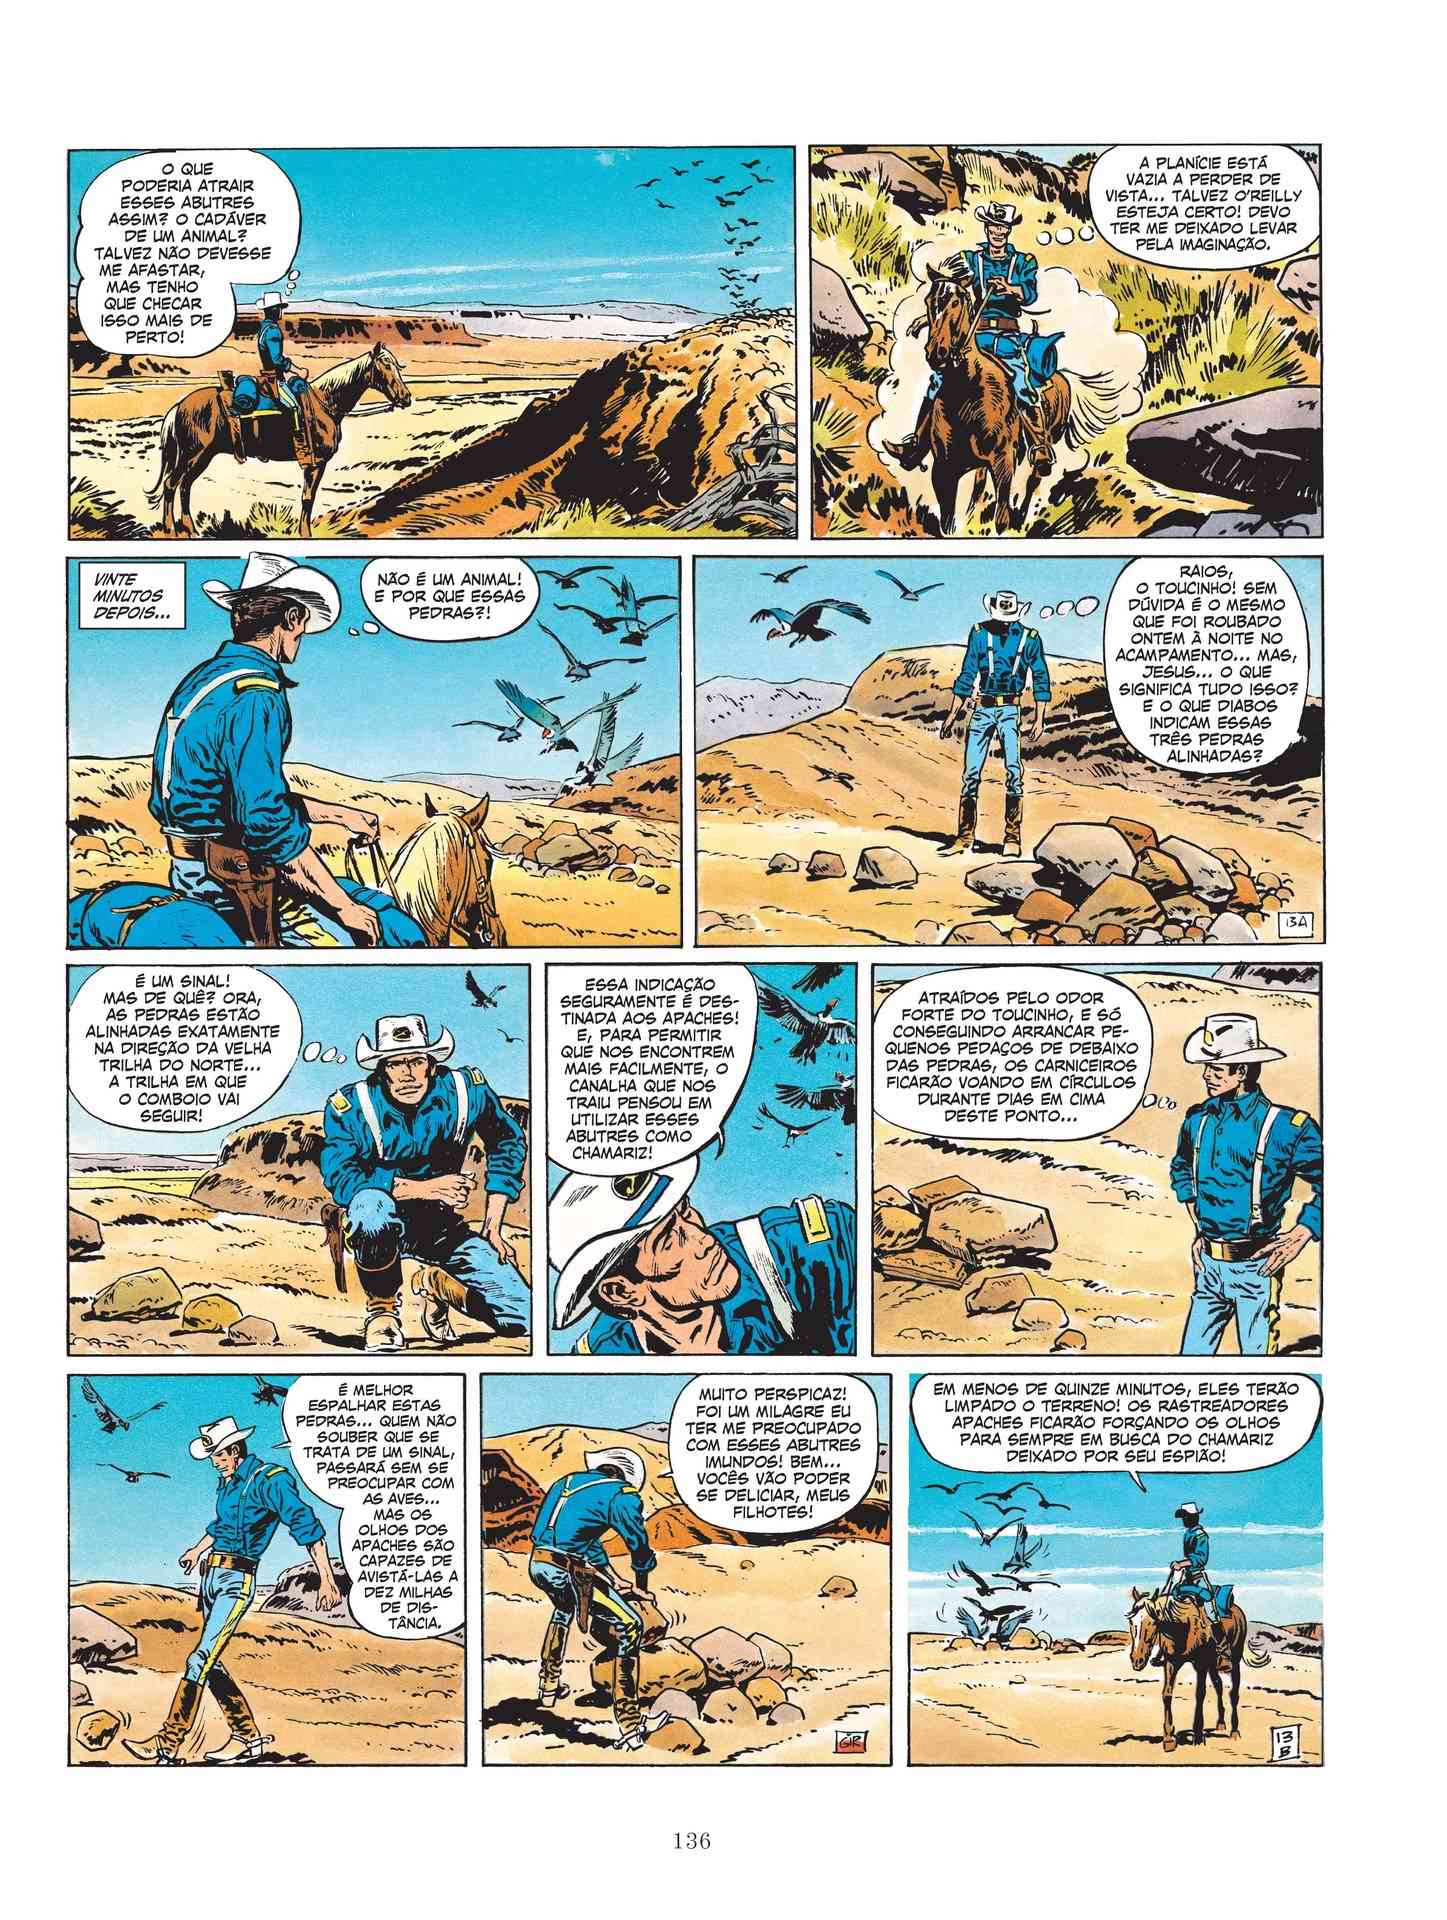 O QUE
PODERIA ATRAIR
ESSES ABUTRES
ASSIM? O CADÁVER
DE UM ANIMAL?
TALVEZ NÃO DEVESSE
ME AFASTAR,
MAS TENHO
QUE CHECAR
ISSO MAIS DE
PERTO!
A PLANÍCIE ESTÁ
VAZIA A PERDER DE
VISTA... TALVEZ O'REILLY
ESTEJA CERTO! DEVO
TER ME DEIXADO LEVAR
PELA IMAGINAÇÃO.
VINTE
MINUTOS
DEPOIS...
NÃO É UM ANIMAL!
E POR QUE ESSAS
PEDRAS?!
RAIOS,
O TOUCINHO! SEM
DÚVIDA É O MESMO
QUE FOI ROUBADO
ONTEM À NOITE NO
ACAMPAMENTO... MAS,
JESUS... O QUE
SIGNIFICA TUDO ISSO?
E O QUE DIABOS
INDICAM ESSAS
TRÊS PEDRAS
ALINHADAS?
13A
É UM SINAL!
MAS DE QUÊ? ORA,
AS PEDRAS ESTÃO
ALINHADAS EXATAMENTE
NA DIREÇÃO DA VELHA
TRILHA DO NORTE...
A TRILHA EM QUE
O COMBOIO VAI
SEGUIR!
ESSA INDICAÇÃO
SEGURAMENTE É DES-
TINADA AOS APACHES!
E, PARA PERMITIR
QUE NOS ENCONTREM
MAIS FACILMENTE, O
CANALHA QUE NOS
TRAIU PENSOU EM
UTILIZAR ESSES
ABUTRES COMO
CHAMARIZ!
ATRAÍDOS PELO ODOR
FORTE DO TOUCINHO, E SÓ
CONSEGUINDO ARRANCAR PE-
QUENOS PEDAÇOS DE DEBAIXO
DAS PEDRAS, OS CARNICEIROS
FICARÃO VOANDO EM CÍRCULOS
DURANTE DIAS EM CIMA
DESTE PONTO...
É MELHOR
ESPALHAR ESTAS
PEDRAS... QUEM NÃO
SOUBER QUE SE
TRATA DE UM SINAL,
PASSARÁ SEM SE
PREOCUPAR COM
AS AVES...
MAS OS
OLHOS DOS
APACHES SÃO
CAPAZES DE
AVISTÁ-LAS A
DEZ MILHAS
DE DIS-
TÂNCIA.
MUITO PERSPICAZ!
FOI UM MILAGRE EU
TER ME PREOCUPADO
COM ESSES ABUTRES
IMUNDOS! BEM...
VOCÊS VÃO PODER
SE DELICIAR, MEUS
FILHOTES!
GIR
EM MENOS DE QUINZE MINUTOS, ELES TERÃO
LIMPADO O TERRENO! OS RASTREADORES
APACHES FICARÃO FORÇANDO OS OLHOS
PARA SEMPRE EM BUSCA DO CHAMARIZ
DEIXADO POR SEU ESPIÃO!
13
B
136